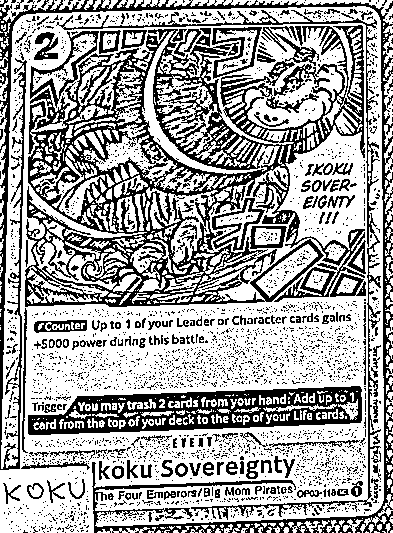 2
IKOKU
SOVER-
EIGNTY
!!!
Counter Up to 1 of your Leader or Character cards gains
+5000 power during this battle.
Trigger You may trash 2 cards from your hand: Add up to 1
card from the top of your deck to the top of your Life cards.
EVENT
Ikoku Sovereignty
The Four Emperors/Big Mom Pirates OP03-118 1
KOKU